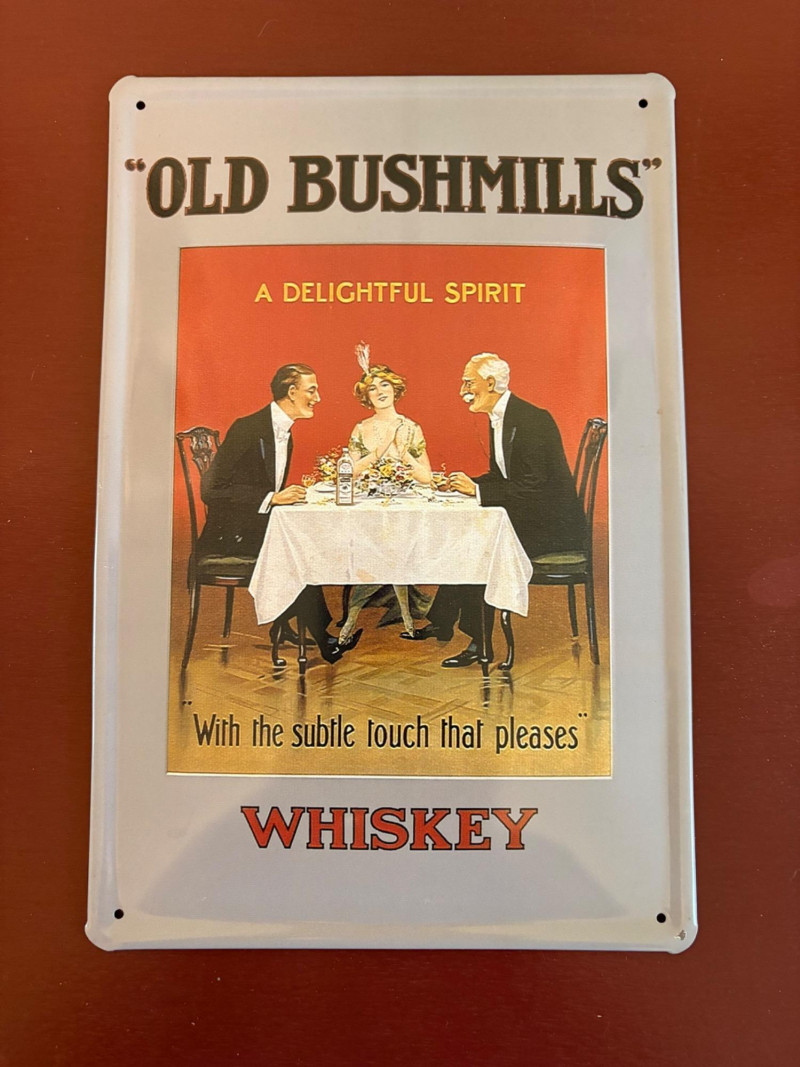 "OLD BUSHMILLS"
A DELIGHTFUL SPIRIT
"With the subtle touch that pleases"
WHISKEY